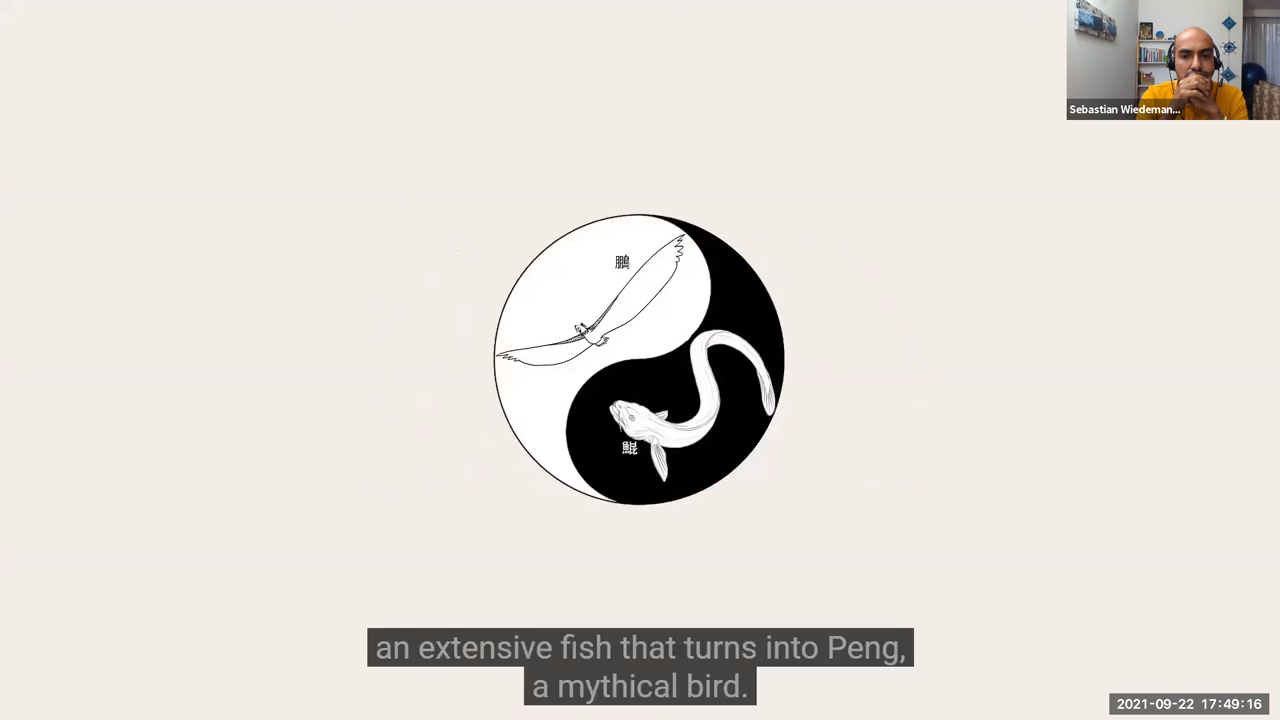 Sebastian Wiedeman...
鵬
鯤
an extensive fish that turns into Peng,
a mythical bird.
2021-09-22 17:49:16